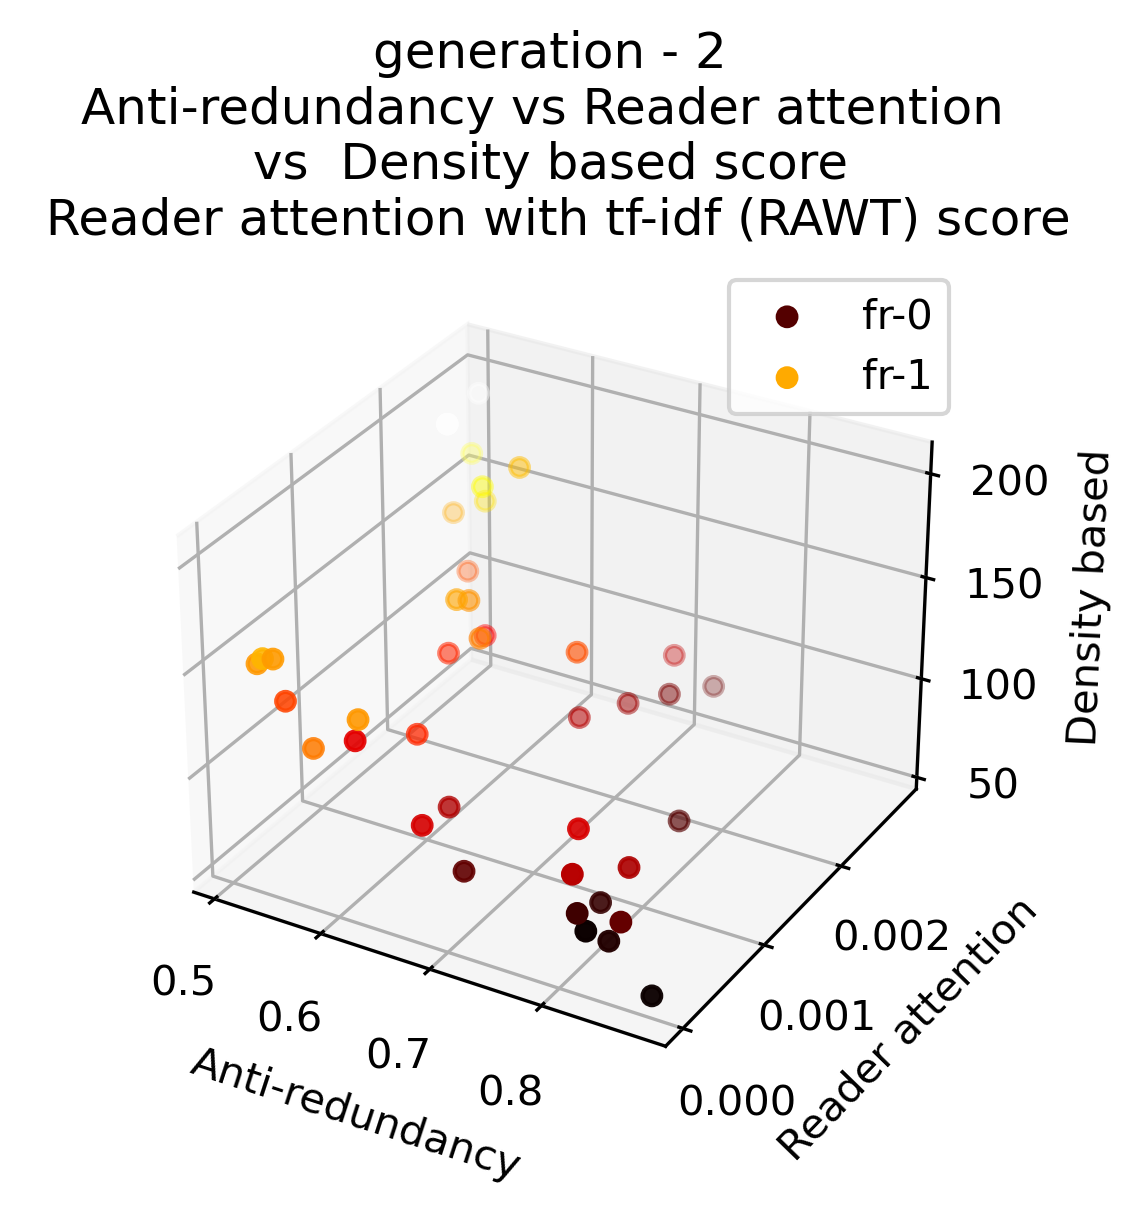 generation - 2
Anti-redundancy vs Reader attention
vs  Density based score
Reader attention with tf-idf (RAWT) score
fr-0
fr-1
200
150
100
50
Density based
0.002
0.001
0.000
Reader attention
0.5
0.6
0.7
0.8
Anti-redundancy